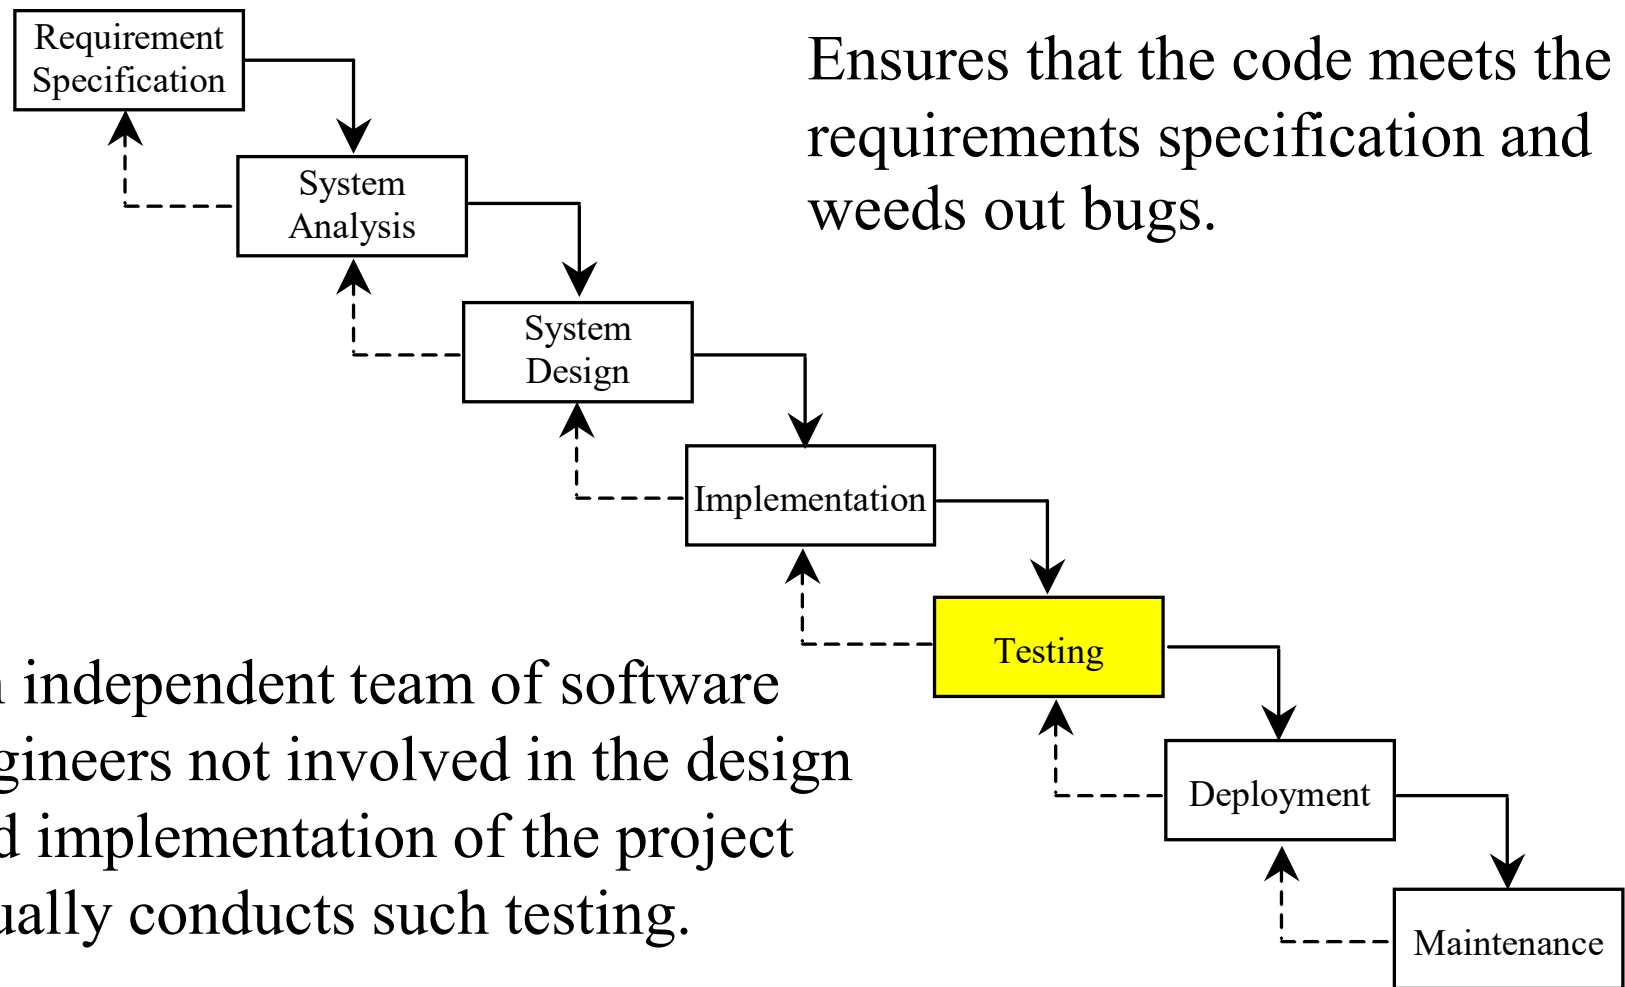 Requirement
Specification
Ensures that the code meets the
requirements specification and
weeds out bugs.
System
Analysis
System
Design
Implementation
Testing
independent team of software
not involved in the design
implementation of the project
conducts such testing.
Deployment
Maintenance